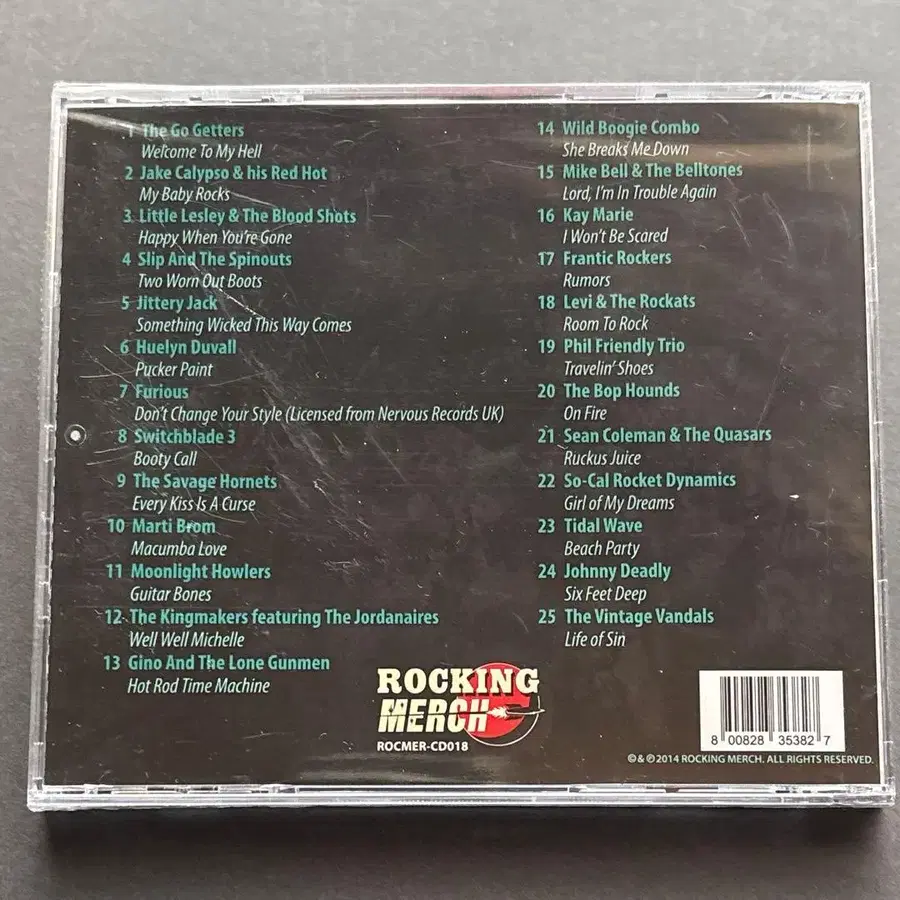 1 The Go Getters
Welcome To My Hell
2 Jake Calypso & his Red Hot
My Baby Rocks
3 Little Lesley & The Blood Shots
Happy When You're Gone
4 Slip And The Spinouts
Two Worn Out Boots
5 Jittery Jack
Something Wicked This Way Comes
6 Huelyn Duvall
Pucker Paint
7 Furious
Don't Change Your Style (Licensed from Nervous Records UK)
8 Switchblade 3
Booty Call
9 The Savage Hornets
Every Kiss Is A Curse
10 Marti Brom
Macumba Love
11 Moonlight Howlers
Guitar Bones
12 The Kingmakers featuring The Jordanaires
Well Well Michelle
13 Gino And The Lone Gunmen
Hot Rod Time Machine
14 Wild Boogie Combo
She Breaks Me Down
15 Mike Bell & The Belltones
Lord, I'm In Trouble Again
16 Kay Marie
I Won't Be Scared
17 Frantic Rockers
Rumors
18 Levi & The Rockats
Room To Rock
19 Phil Friendly Trio
Travelin' Shoes
20 The Bop Hounds
On Fire
21 Sean Coleman & The Quasars
Ruckus Juice
22 So-Cal Rocket Dynamics
Girl of My Dreams
23 Tidal Wave
Beach Party
24 Johnny Deadly
Six Feet Deep
25 The Vintage Vandals
Life of Sin
ROCKING
MERCH
ROCMER-CD018
8 00828 35382 7
© & ℗ 2014 ROCKING MERCH. ALL RIGHTS RESERVED.